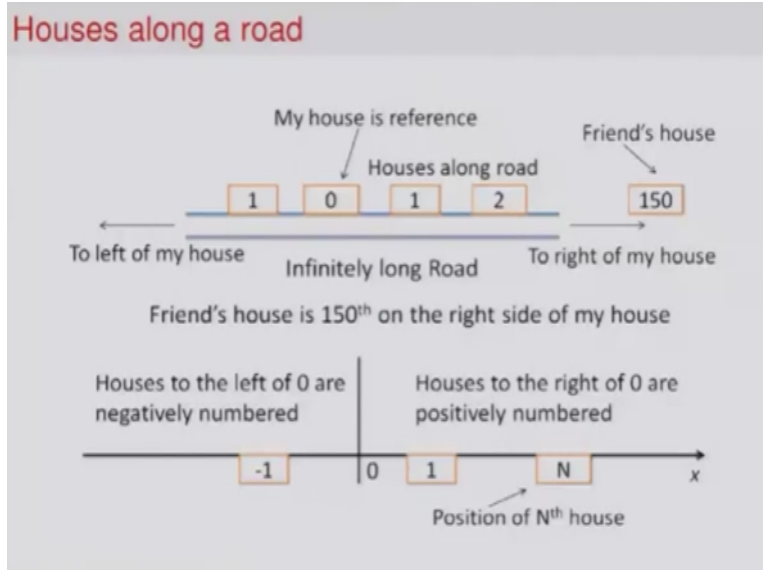 Houses along a road
My house is reference
Friend's house
Houses along road
1 0 1 2 150
To left of my house
Infinitely long Road
To right of my house
Friend's house is 150th on the right side of my house
Houses to the left of 0 are
negatively numbered
Houses to the right of 0 are
positively numbered
-1 0 1 N x
Position of Nth house